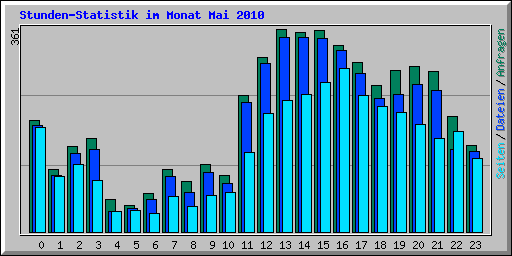 Stunden-Statistik im Monat Mai 2010
361
Seiten/Dateien/Anfragen
0 1 2 3 4 5 6 7 8 9 10 11 12 13 14 15 16 17 18 19 20 21 22 23